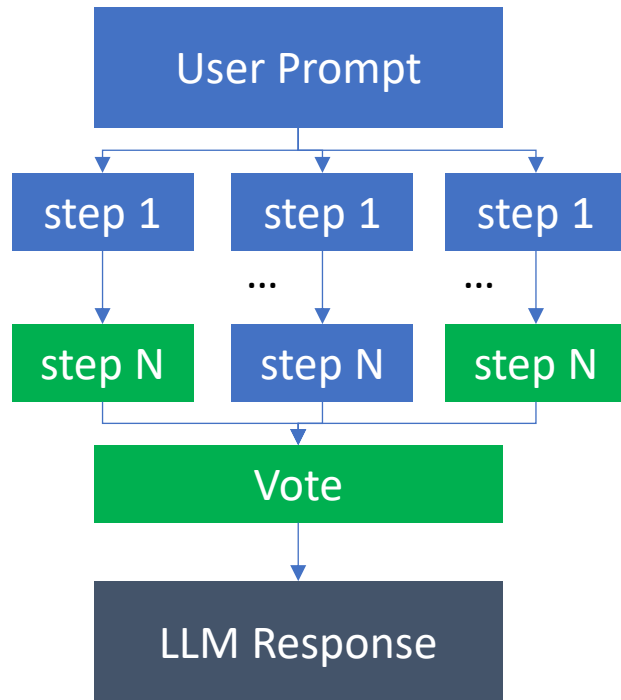 User Prompt
step 1 step 1 step 1
... ...
step N step N step N
Vote
LLM Response